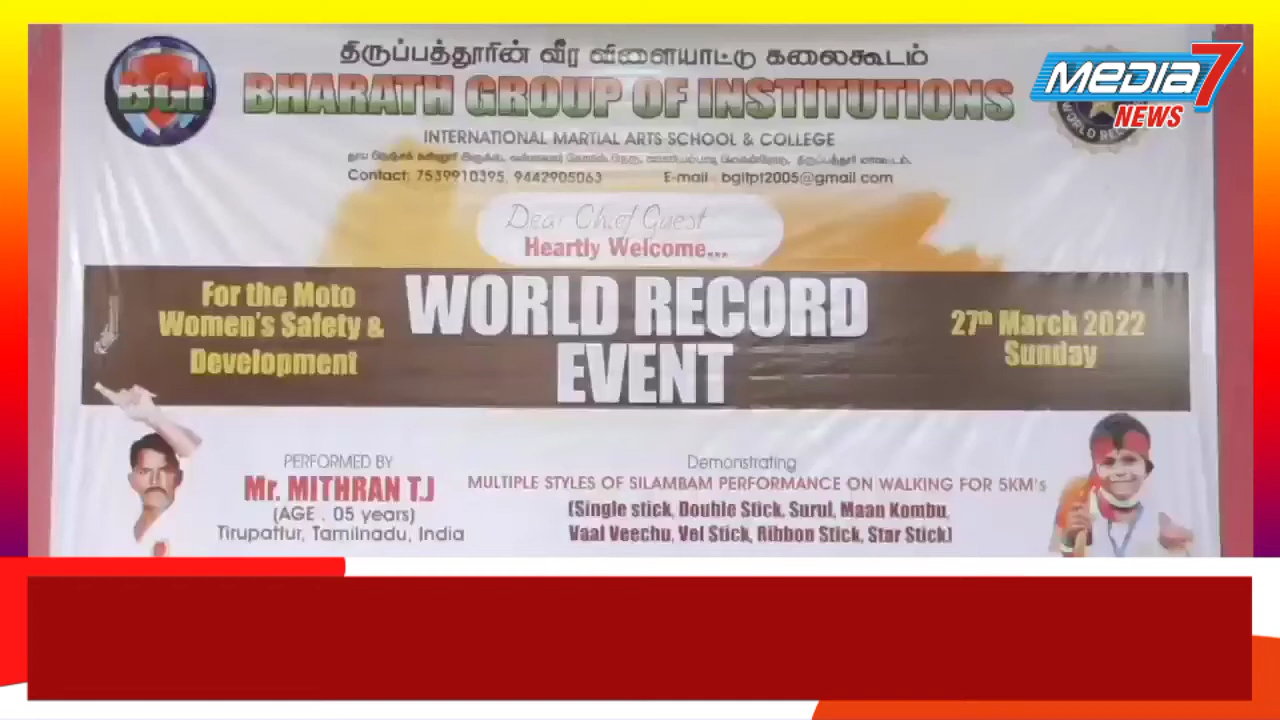 திருப்பத்தூரின் வீர விளையாட்டு கலைகூடம்
BGI
BHARATH GROUP OF INSTITUTIONS
MEDIA 7
NEWS
WORLD REC
INTERNATIONAL MARTIAL ARTS SCHOOL & COLLEGE
Contact: 7539910395, 9442905063 E-mail : bgitpt2005@gmail.com
Dear Chief Guest
Heartly Welcome...
For the Moto
Women's Safety &
Development
WORLD RECORD
EVENT
27th March 2022
Sunday
PERFORMED BY
Mr. MITHRAN T.J
(AGE . 05 years)
Tirupattur, Tamilnadu, India
Demonstrating
MULTIPLE STYLES OF SILAMBAM PERFORMANCE ON WALKING FOR 5KM's
(Single stick, Double Stick, Surul, Maan Kombu,
Vaal Veechu, Vel Stick, Ribbon Stick, Star Stick)